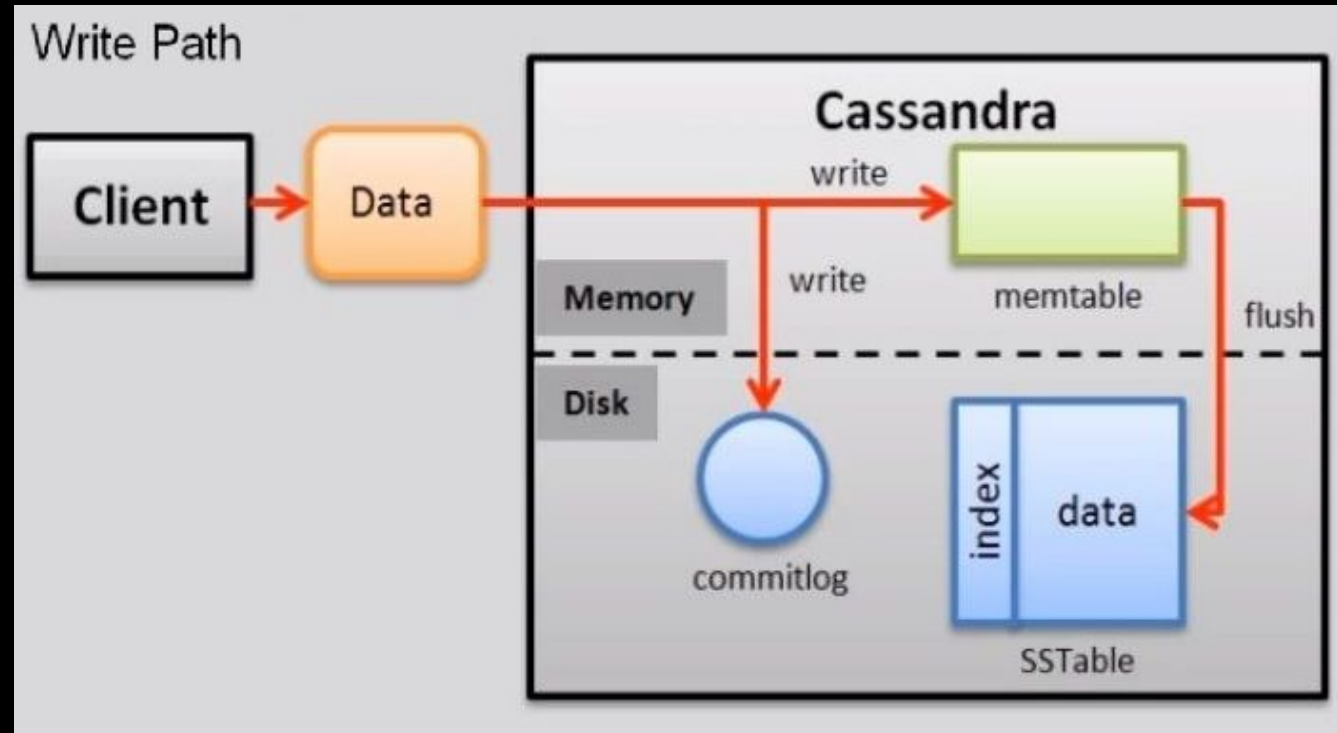 Write Path
Cassandra
Client
Data
write
write
memtable
flush
Memory
Disk
index
data
commitlog
SSTable